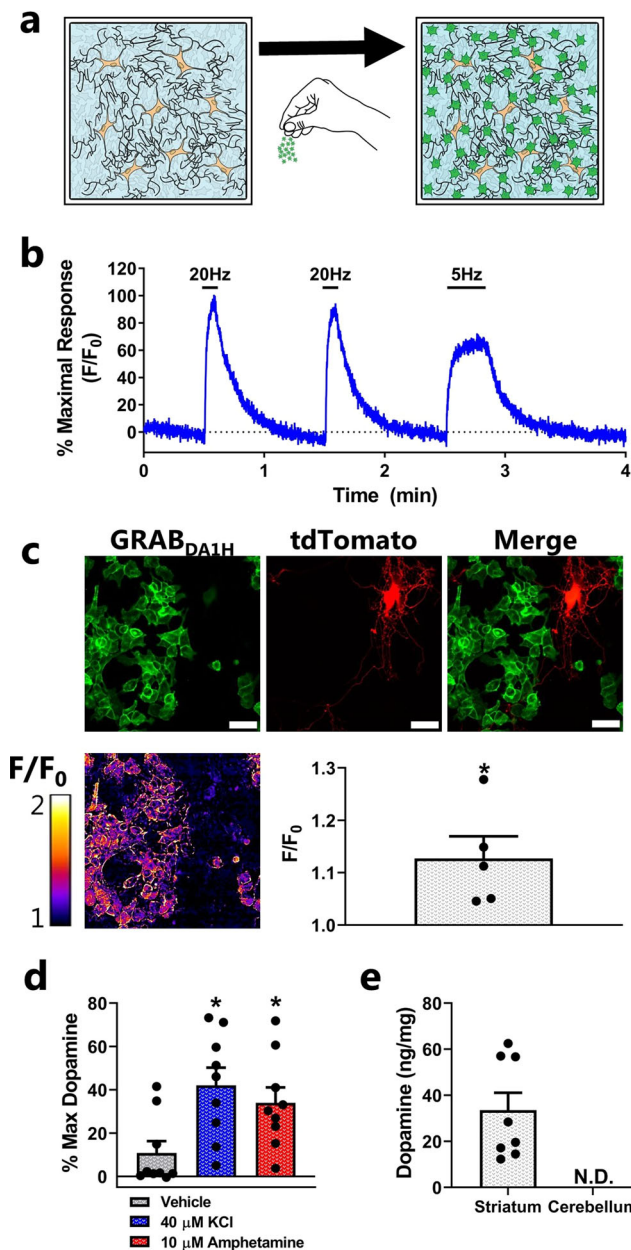 a
b
20Hz 20Hz 5Hz
% Maximal Response
(F/F0)
120
100
80
60
40
20
0
0 1 2 3 4
Time (min)
c
GRABDA1H tdTomato Merge
F/F0
2
1
F/F0
1.3
1.2
1.1
1.0
*
d
% Max Dopamine
80
60
40
20
0
* *
Vehicle
40 μM KCl
10 μM Amphetamine
e
Dopamine (ng/mg)
80
60
40
20
0
N.D.
Striatum Cerebellum